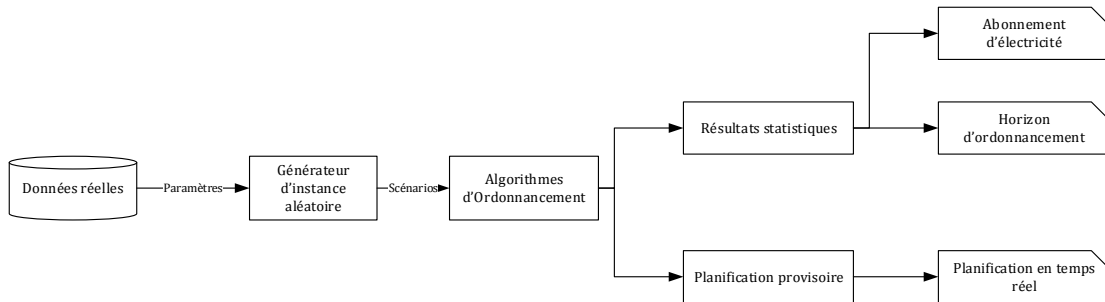 Abonnement
d'électricité
Résultats statistiques
Horizon
d'ordonnancement
Données réelles
Paramètres
Générateur
d'instance
aléatoire
Scénarios
Algorithmes
d'Ordonnancement
Planification provisoire
Planification en temps
réel